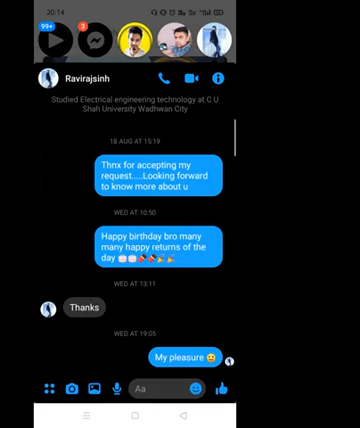 20:14
99+
3
Ravirajsinh
Studied Electrical engineering technology at C U
Shah University Wadhwan City
18 AUG AT 15:19
Thnx for accepting my
request.....Looking forward
to know more about u
WED AT 10:50
Happy birthday bro many
many happy returns of the
day 🎂🎂🧨🧨🎉🎉
WED AT 13:11
Thanks
WED AT 19:05
My pleasure 😉
Aa